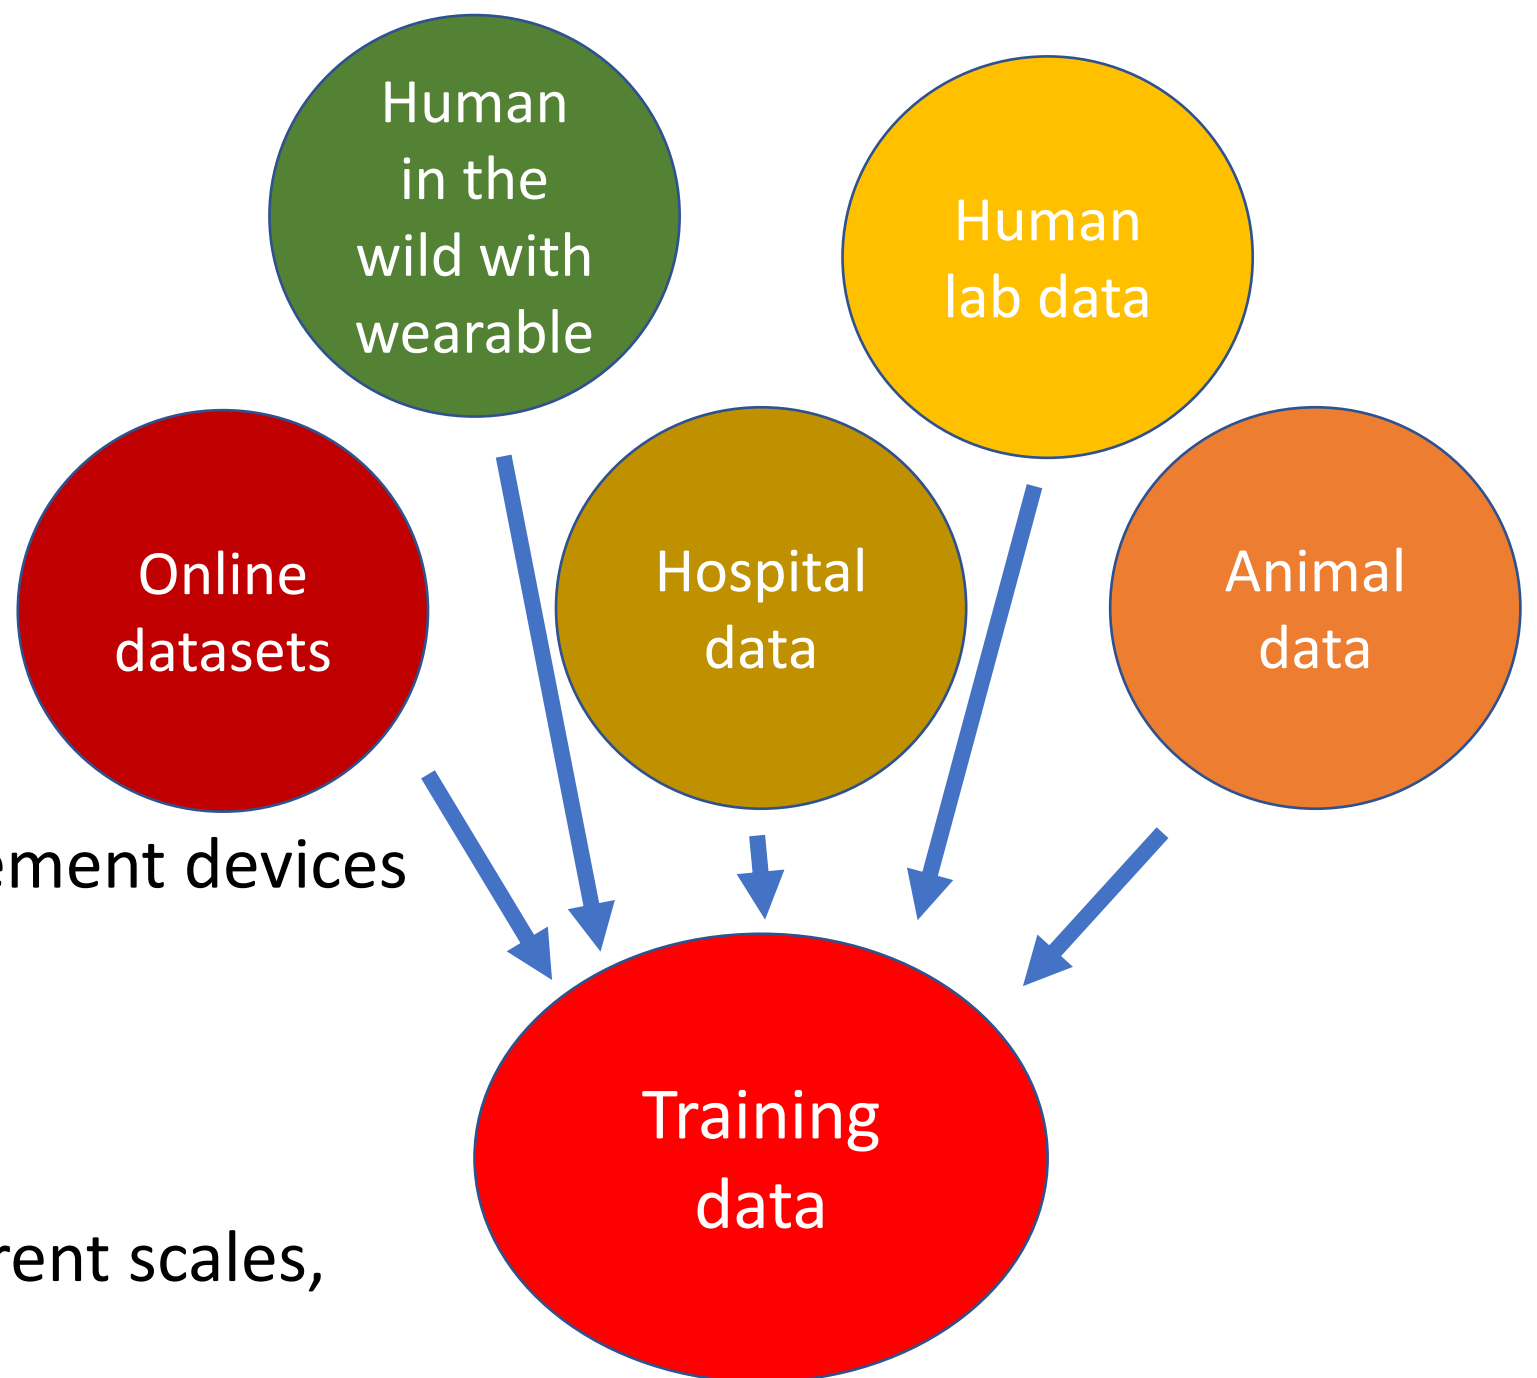 Human
in the
wild with
wearable
Human
lab data
Online
datasets
Hospital
data
Animal
data
ement devices
Training
data
rent scales,